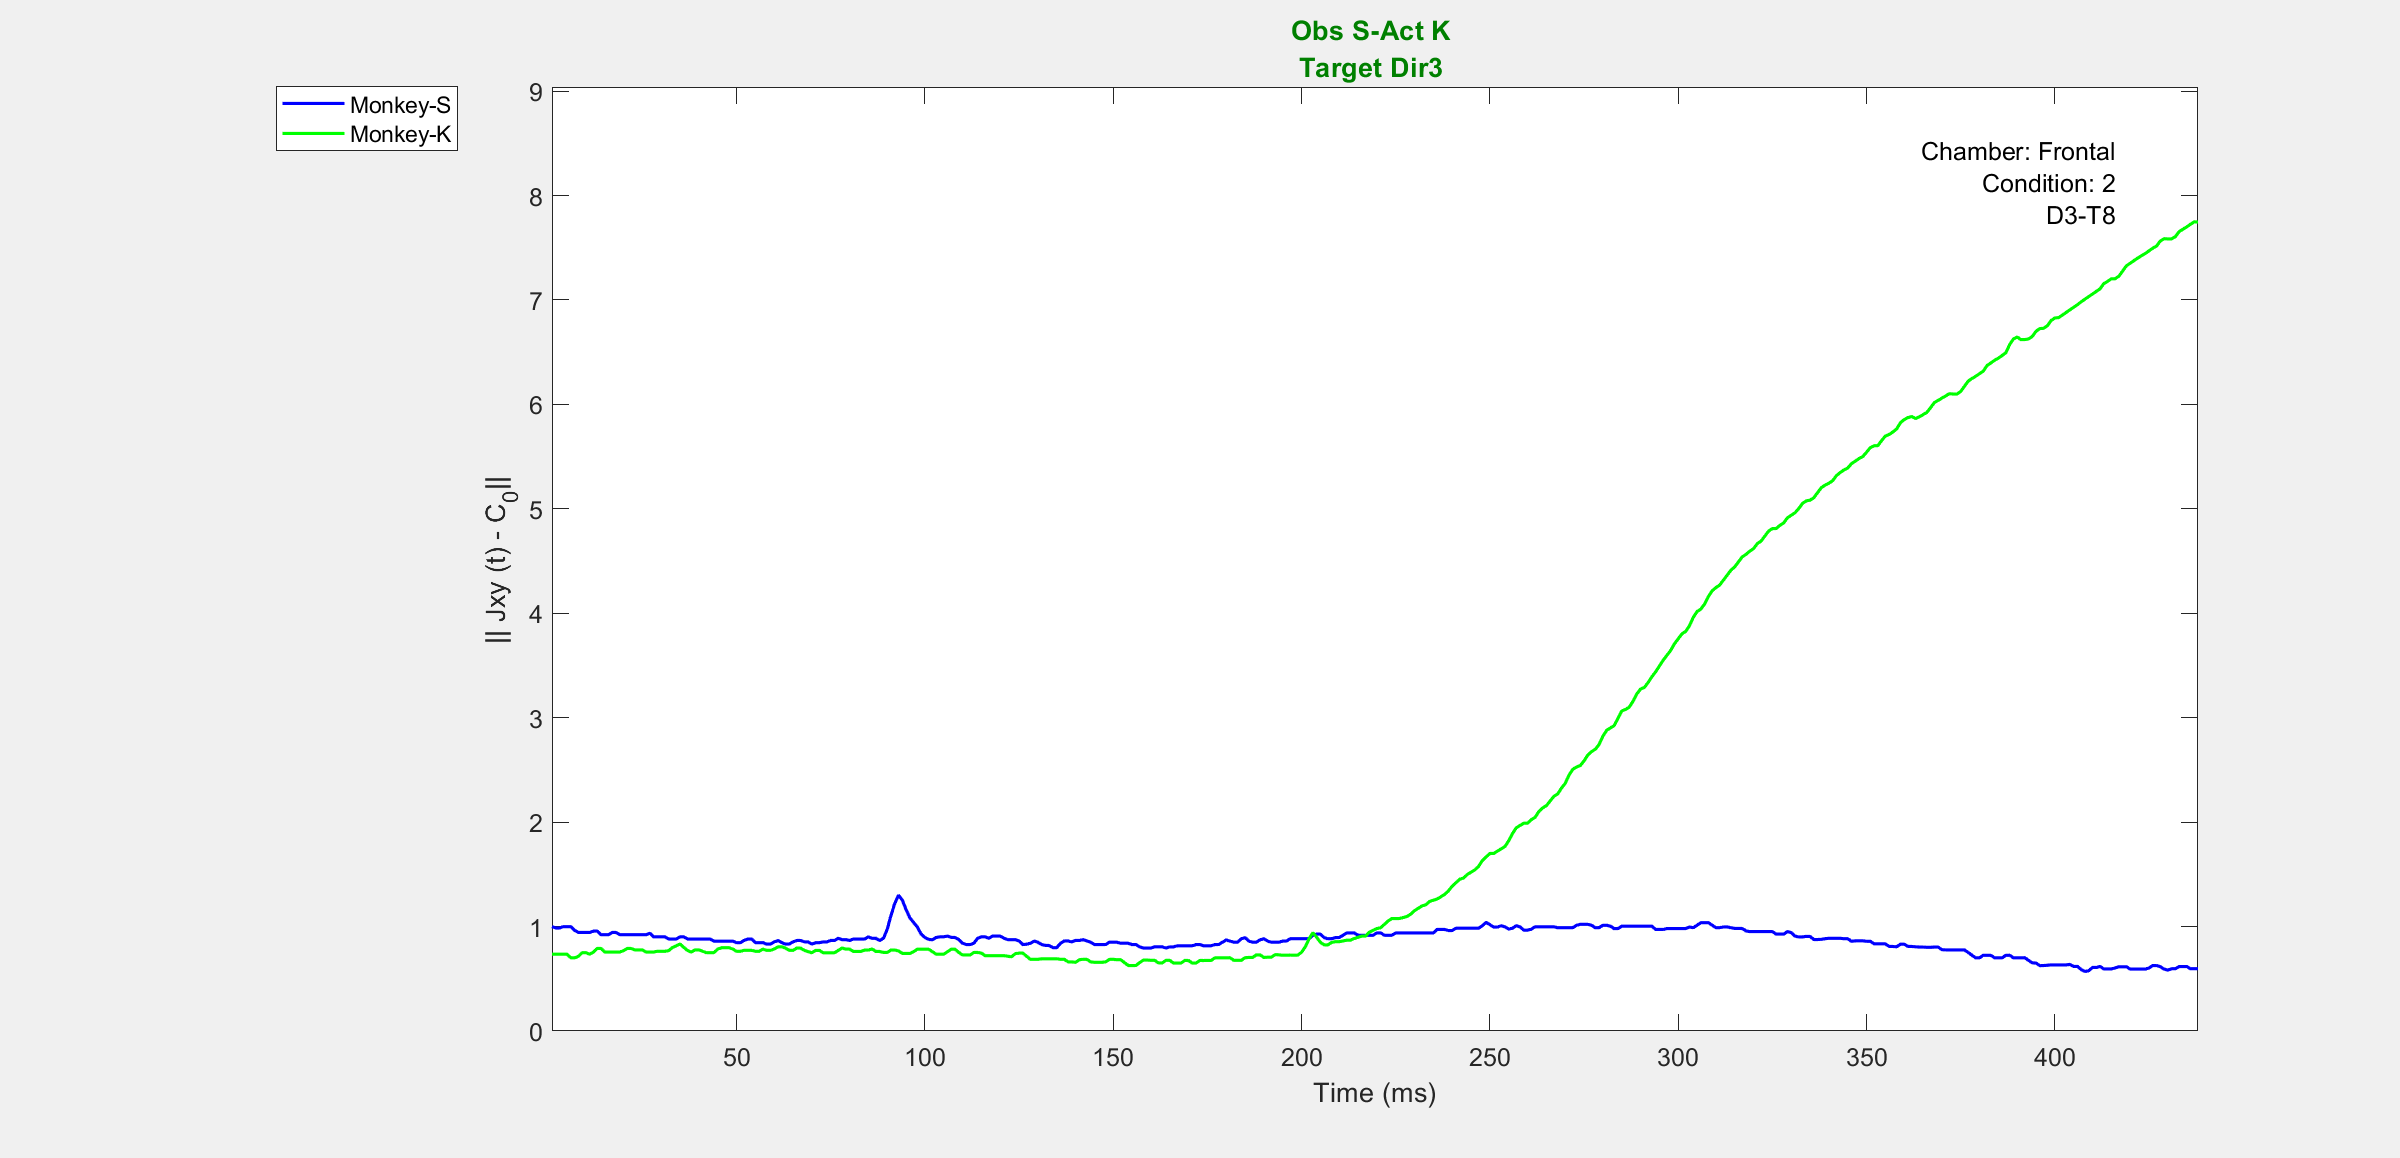 Obs S-Act K
Target Dir3
Monkey-S
Monkey-K
Chamber: Frontal
Condition: 2
D3-T8
9
8
7
6
5
4
3
2
1
0
|| Jxy (t) - C0||
50 100 150 200 250 300 350 400
Time (ms)